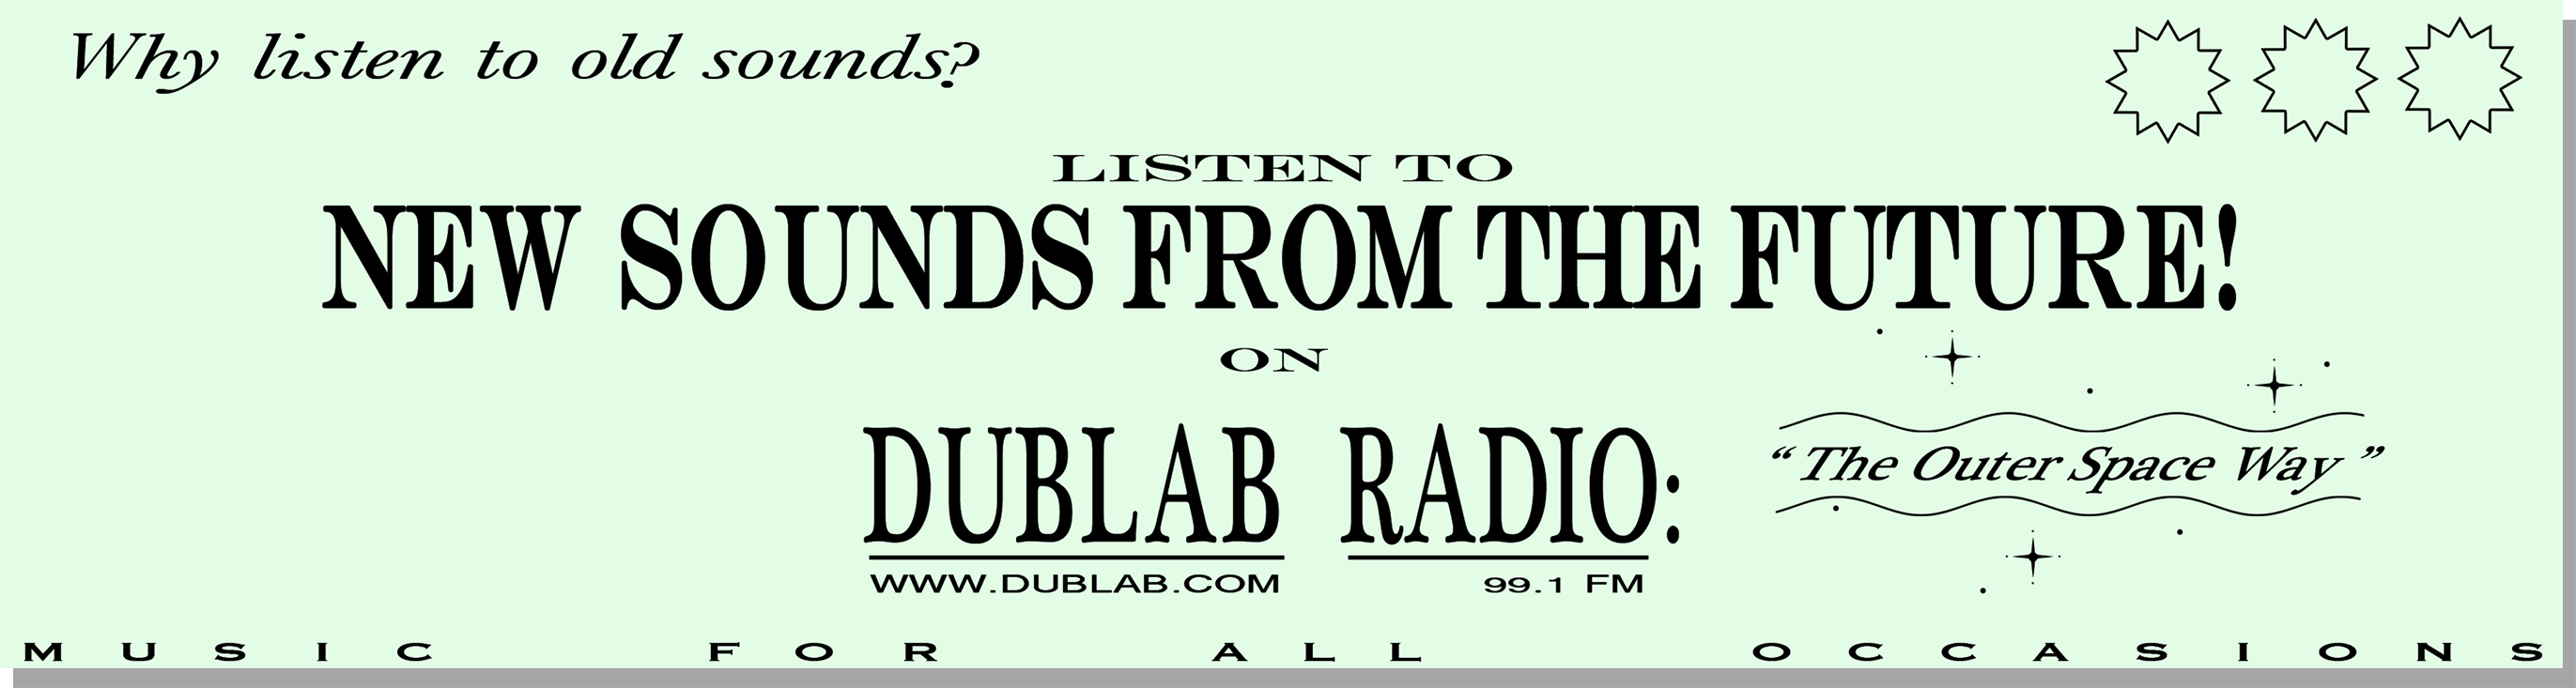 Why listen to old sounds?
LISTEN TO
NEW SOUNDS FROM THE FUTURE!
ON
DUBLAB RADIO:
“The Outer Space Way”
WWW.DUBLAB.COM
99.1 FM
MUSIC FOR ALL OCCASIONS